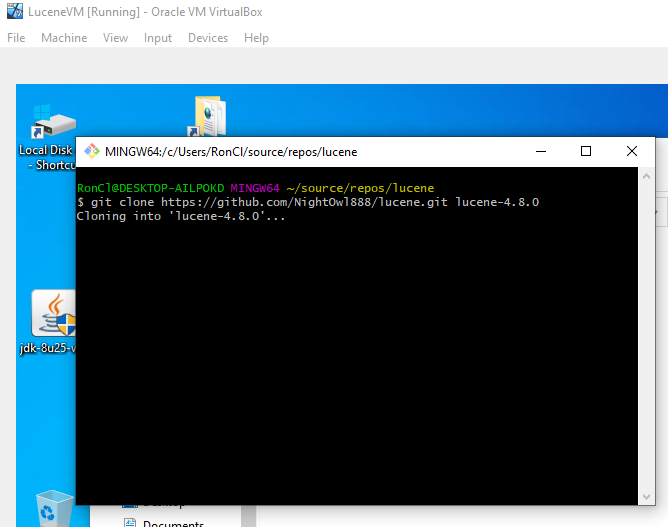 LuceneVM [Running] - Oracle VM VirtualBox
File Machine View Input Devices Help
Local Disk
- Shortcu
MINGW64:/c/Users/RonCl/source/repos/lucene
RonCl@DESKTOP-AILPOKD MINGW64 ~/source/repos/lucene
$ git clone https://github.com/NightOwl888/lucene.git lucene-4.8.0
Cloning into 'lucene-4.8.0'...
jdk-8u25-w
Desktop
Documents